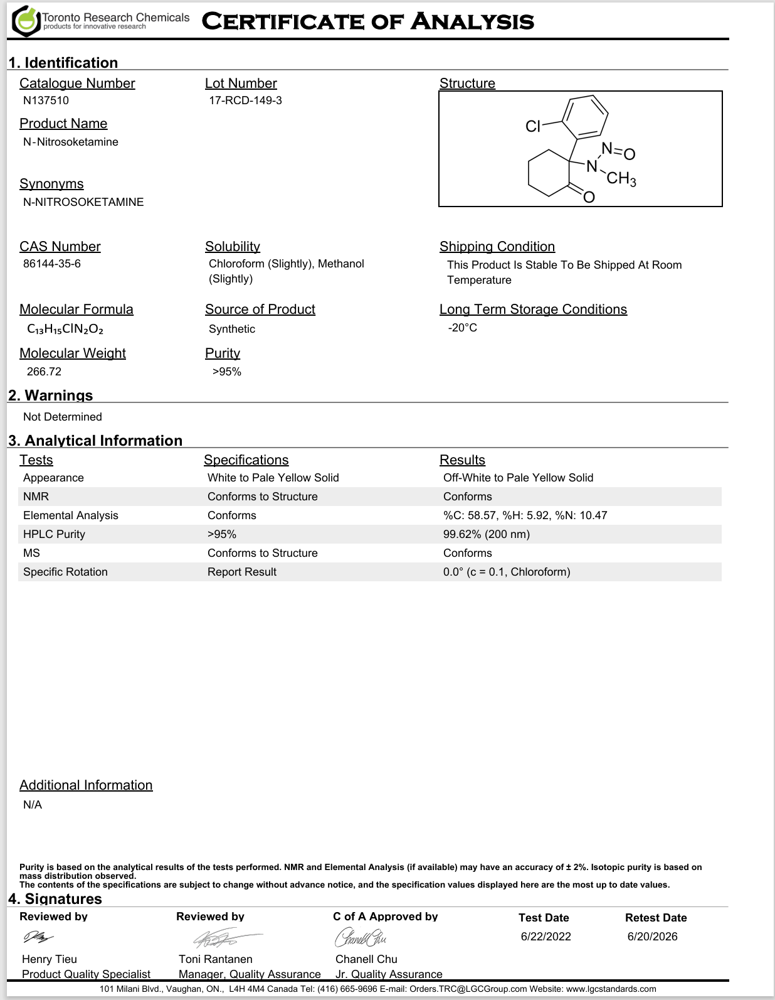 Toronto Research Chemicals
products for innovative research
CERTIFICATE OF ANALYSIS
1. Identification
Catalogue Number
N137510
Lot Number
17-RCD-149-3
Structure
Cl
N=O
N
CH₃
O
Product Name
N-Nitrosoketamine
Synonyms
N-NITROSOKETAMINE
CAS Number
86144-35-6
Solubility
Chloroform (Slightly), Methanol
(Slightly)
Shipping Condition
This Product Is Stable To Be Shipped At Room
Temperature
Molecular Formula
C₁₃H₁₅ClN₂O₂
Source of Product
Synthetic
Long Term Storage Conditions
-20°C
Molecular Weight
266.72
Purity
>95%
2. Warnings
Not Determined
3. Analytical Information
Tests Specifications Results
Appearance White to Pale Yellow Solid Off-White to Pale Yellow Solid
NMR Conforms to Structure Conforms
Elemental Analysis Conforms %C: 58.57, %H: 5.92, %N: 10.47
HPLC Purity >95% 99.62% (200 nm)
MS Conforms to Structure Conforms
Specific Rotation Report Result 0.0° (c = 0.1, Chloroform)
Additional Information
N/A
Purity is based on the analytical results of the tests performed. NMR and Elemental Analysis (if available) may have an accuracy of ± 2%. Isotopic purity is based on
mass distribution observed.
The contents of the specifications are subject to change without advance notice, and the specification values displayed here are the most up to date values.
4. Signatures
Reviewed by Reviewed by C of A Approved by Test Date Retest Date
Chanell Chu
6/22/2022 6/20/2026
Henry Tieu Toni Rantanen Chanell Chu
Product Quality Specialist Manager, Quality Assurance Jr. Quality Assurance
101 Milani Blvd., Vaughan, ON., L4H 4M4 Canada Tel: (416) 665-9696 E-mail: Orders.TRC@LGCGroup.com Website: www.lgcstandards.com